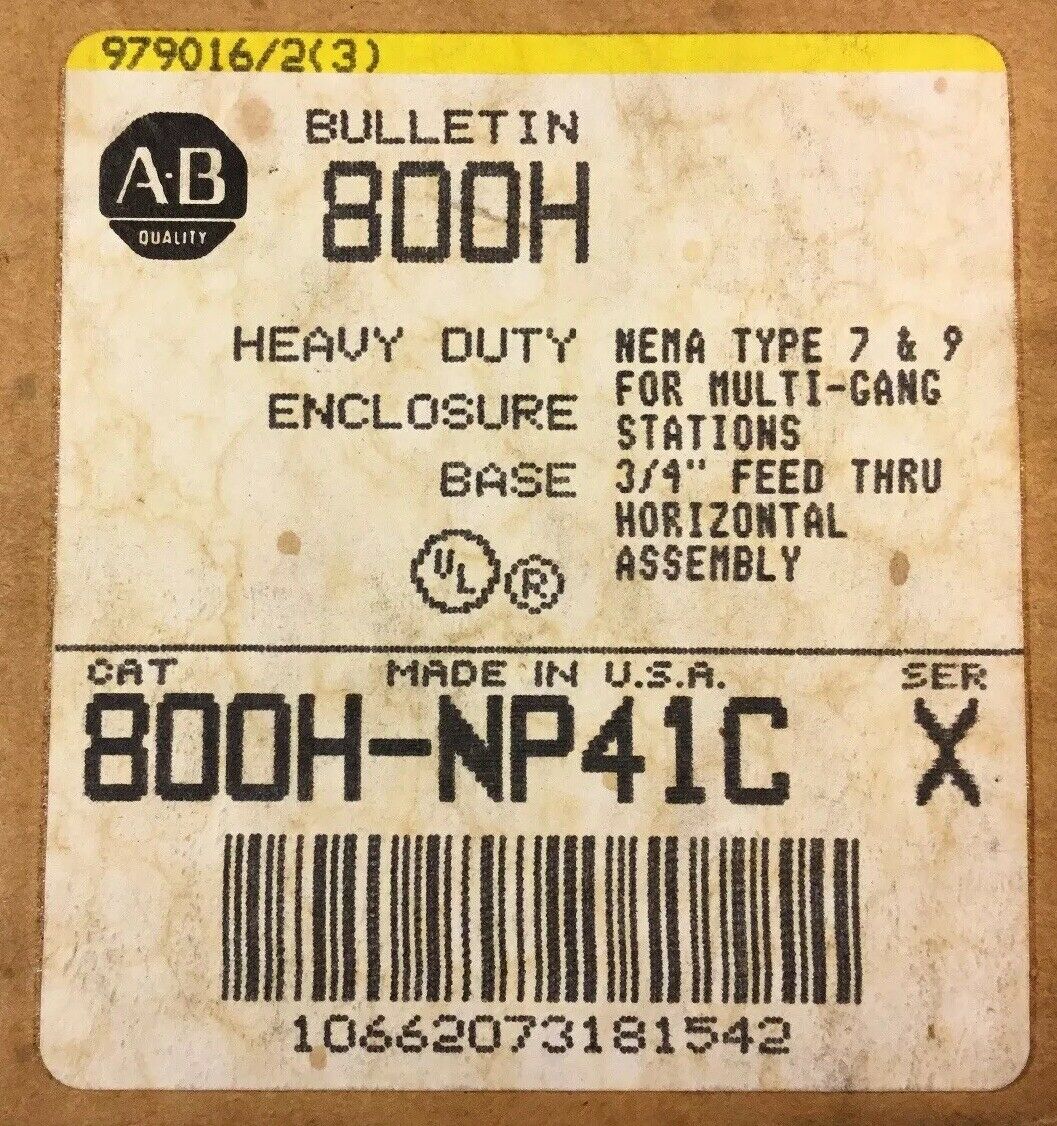 979016/2(3)
A·B
QUALITY
BULLETIN
800H
HEAVY DUTY
ENCLOSURE
BASE
NEMA TYPE 7 & 9
FOR MULTI-GANG
STATIONS
3/4" FEED THRU
HORIZONTAL
ASSEMBLY
UL R
CAT MADE IN U.S.A. SER
800H-NP41C X
10662073181542